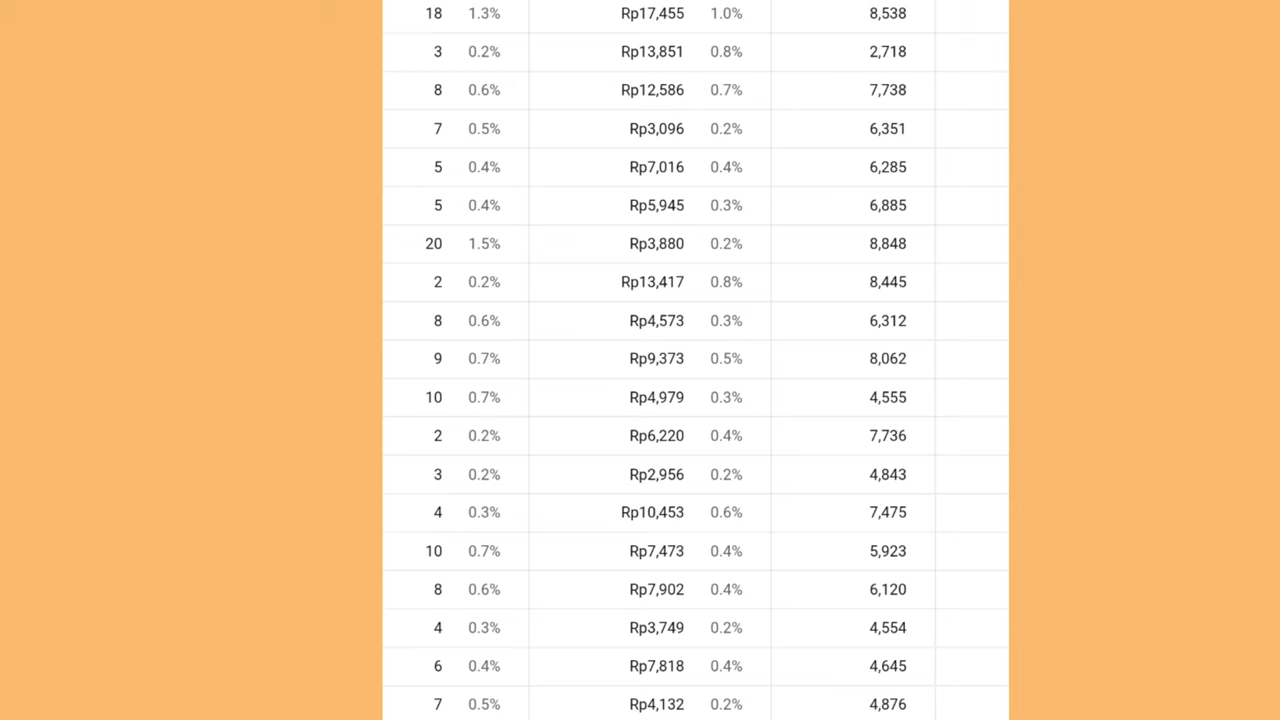 18 1.3% Rp17,455 1.0% 8,538
3 0.2% Rp13,851 0.8% 2,718
8 0.6% Rp12,586 0.7% 7,738
7 0.5% Rp3,096 0.2% 6,351
5 0.4% Rp7,016 0.4% 6,285
5 0.4% Rp5,945 0.3% 6,885
20 1.5% Rp3,880 0.2% 8,848
2 0.2% Rp13,417 0.8% 8,445
8 0.6% Rp4,573 0.3% 6,312
9 0.7% Rp9,373 0.5% 8,062
10 0.7% Rp4,979 0.3% 4,555
2 0.2% Rp6,220 0.4% 7,736
3 0.2% Rp2,956 0.2% 4,843
4 0.3% Rp10,453 0.6% 7,475
10 0.7% Rp7,473 0.4% 5,923
8 0.6% Rp7,902 0.4% 6,120
4 0.3% Rp3,749 0.2% 4,554
6 0.4% Rp7,818 0.4% 4,645
7 0.5% Rp4,132 0.2% 4,876